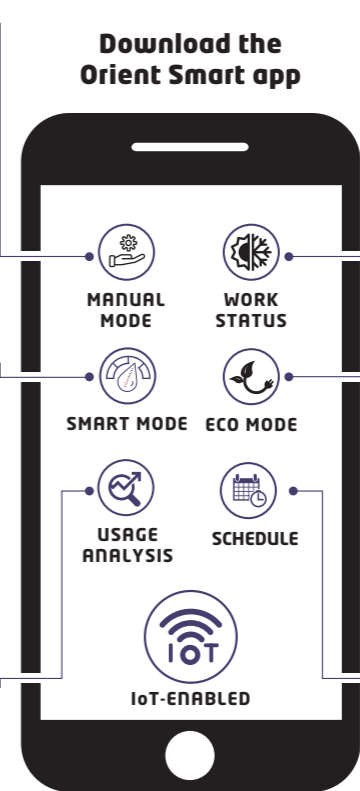 Download the
Orient Smart app
MANUAL
MODE
WORK
STATUS
SMART MODE
ECO MODE
USAGE
ANALYSIS
SCHEDULE
IoT
IoT-ENABLED